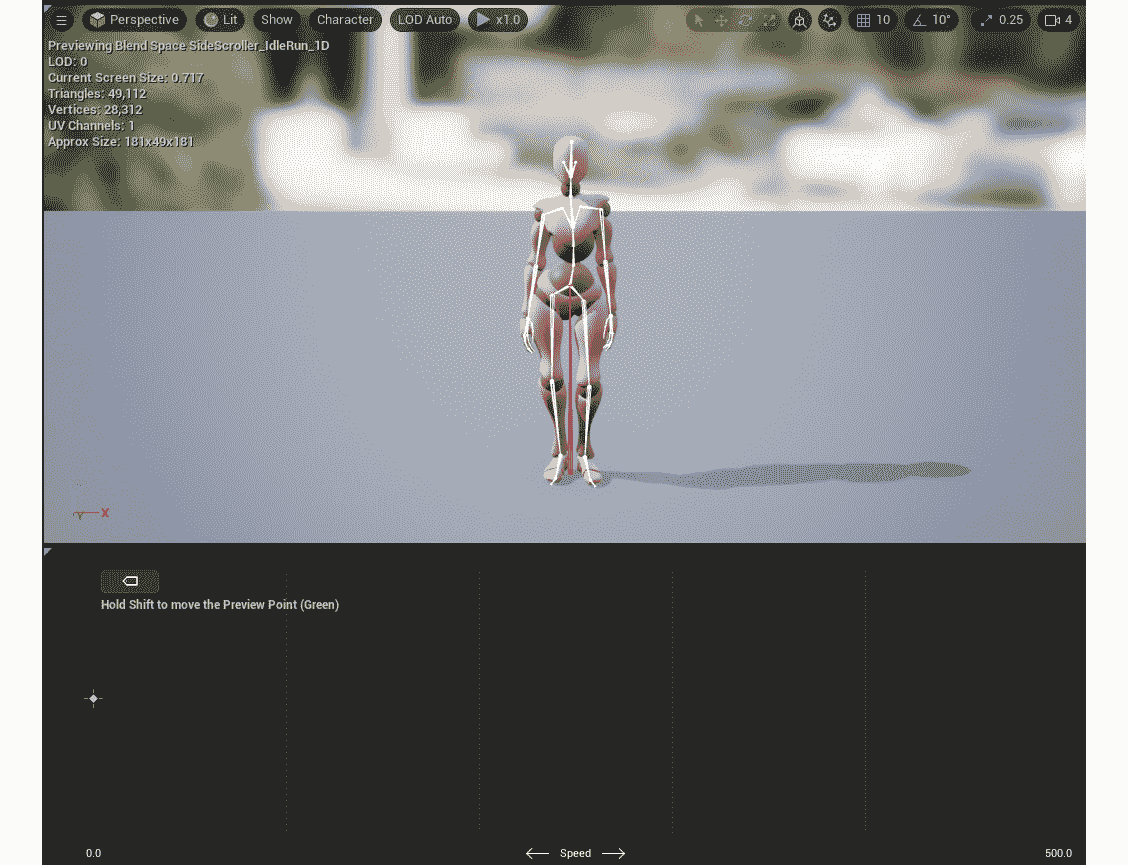 Perspective Lit Show Character LOD Auto x1.0 10 10° 0.25 4
Previewing Blend Space SideScroller_IdleRun_1D
LOD: 0
Current Screen Size: 0.717
Triangles: 49,112
Vertices: 28,312
UV Channels: 1
Approx Size: 181x49x181
Y X
Hold Shift to move the Preview Point (Green)
0.0 Speed 500.0